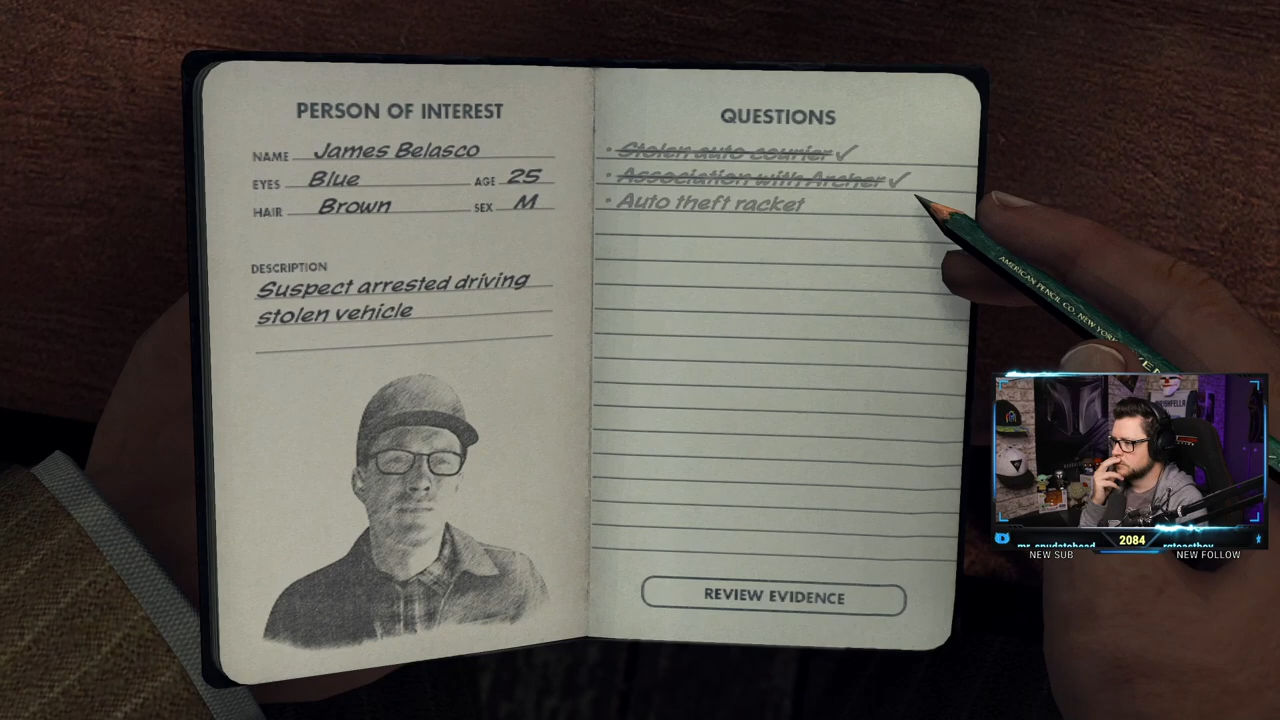 PERSON OF INTEREST
NAME James Belasco
EYES Blue AGE 25
HAIR Brown SEX M
DESCRIPTION
Suspect arrested driving
stolen vehicle
QUESTIONS
• Stolen auto courier ✓
• Association with Archer ✓
• Auto theft racket
REVIEW EVIDENCE
AMERICAN PENCIL CO. NEW YORK
2084
NEW SUB
NEW FOLLOW